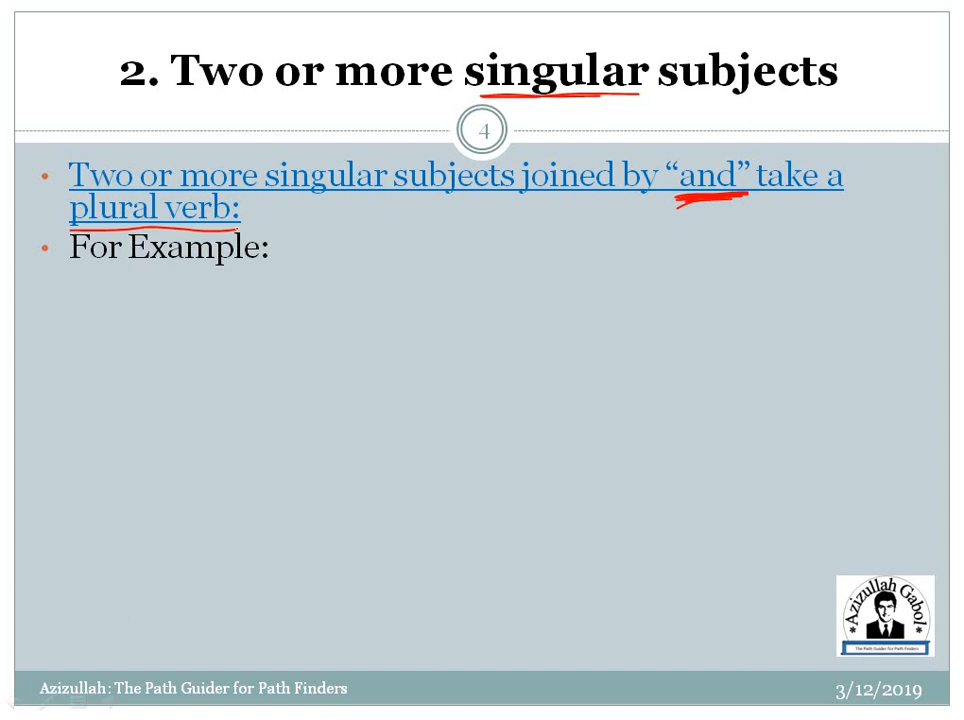 2. Two or more singular subjects
4
• Two or more singular subjects joined by “and” take a
plural verb:
• For Example:
*Azizullah Gabol*
The Path Guider for Path Finders
Azizullah: The Path Guider for Path Finders
3/12/2019